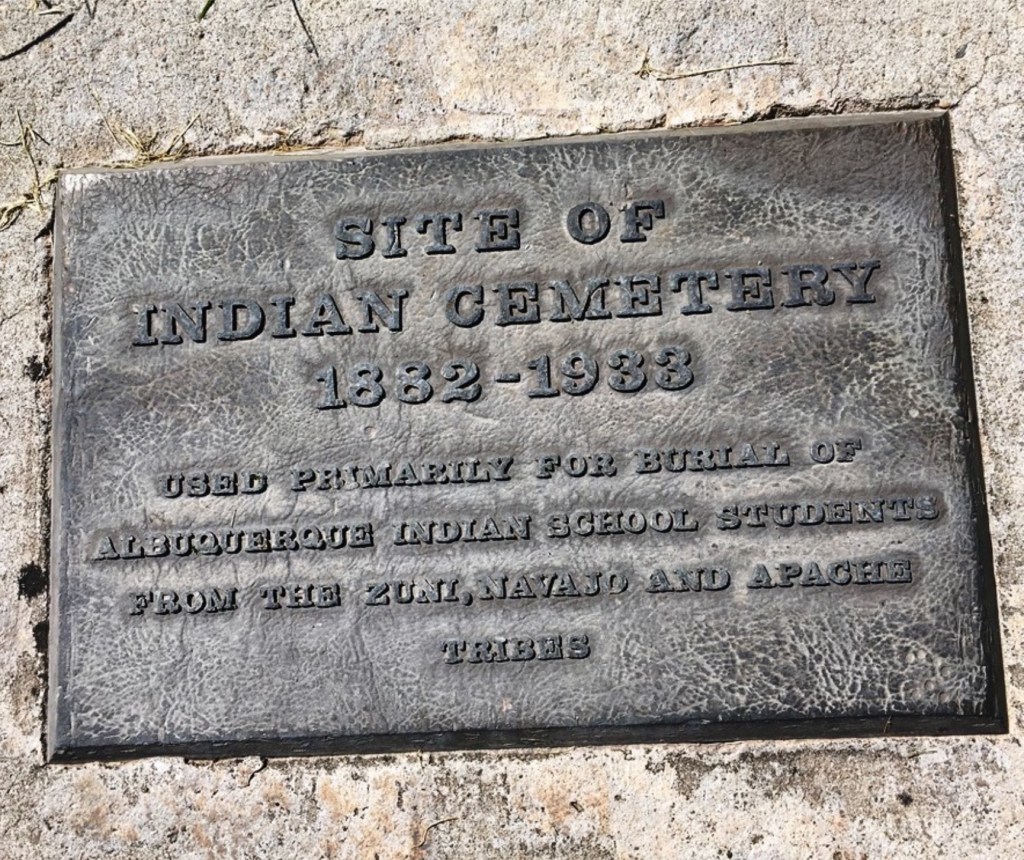 SITE OF
INDIAN CEMETERY
1882-1933
USED PRIMARILY FOR BURIAL OF
ALBUQUERQUE INDIAN SCHOOL STUDENTS
FROM THE ZUNI, NAVAJO AND APACHE
TRIBES